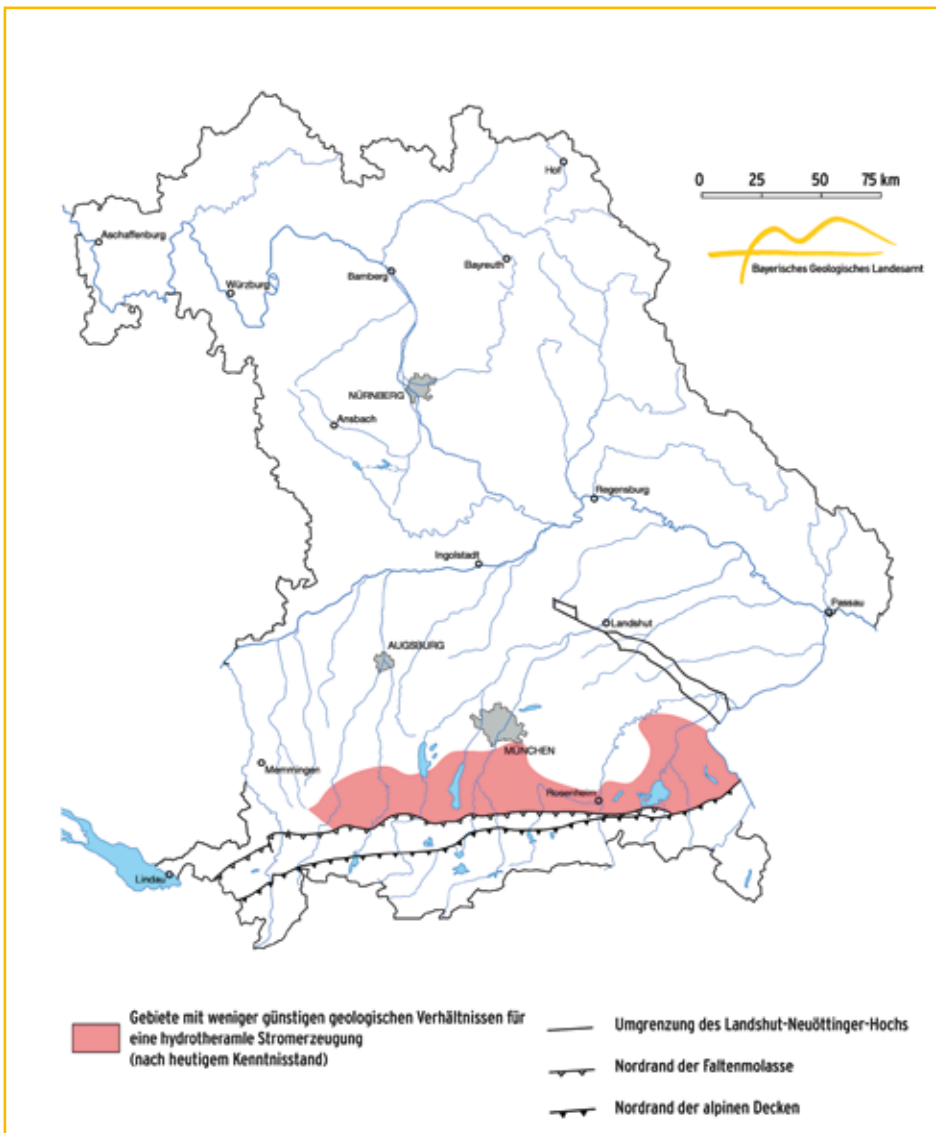 Hof
0 25 50 75 km
Aschaffenburg
Bayreuth
Bayerisches Geologisches Landesamt
Bamberg
Würzburg
NÜRNBERG
Ansbach
Regensburg
Ingolstadt
Passau
Landshut
AUGSBURG
MÜNCHEN
Memmingen
Rosenheim
Lindau
Gebiete mit weniger günstigen geologischen Verhältnissen für
eine hydrotheramle Stromerzeugung
(nach heutigem Kenntnisstand)
Umgrenzung des Landshut-Neuöttinger-Hochs
Nordrand der Faltenmolasse
Nordrand der alpinen Decken